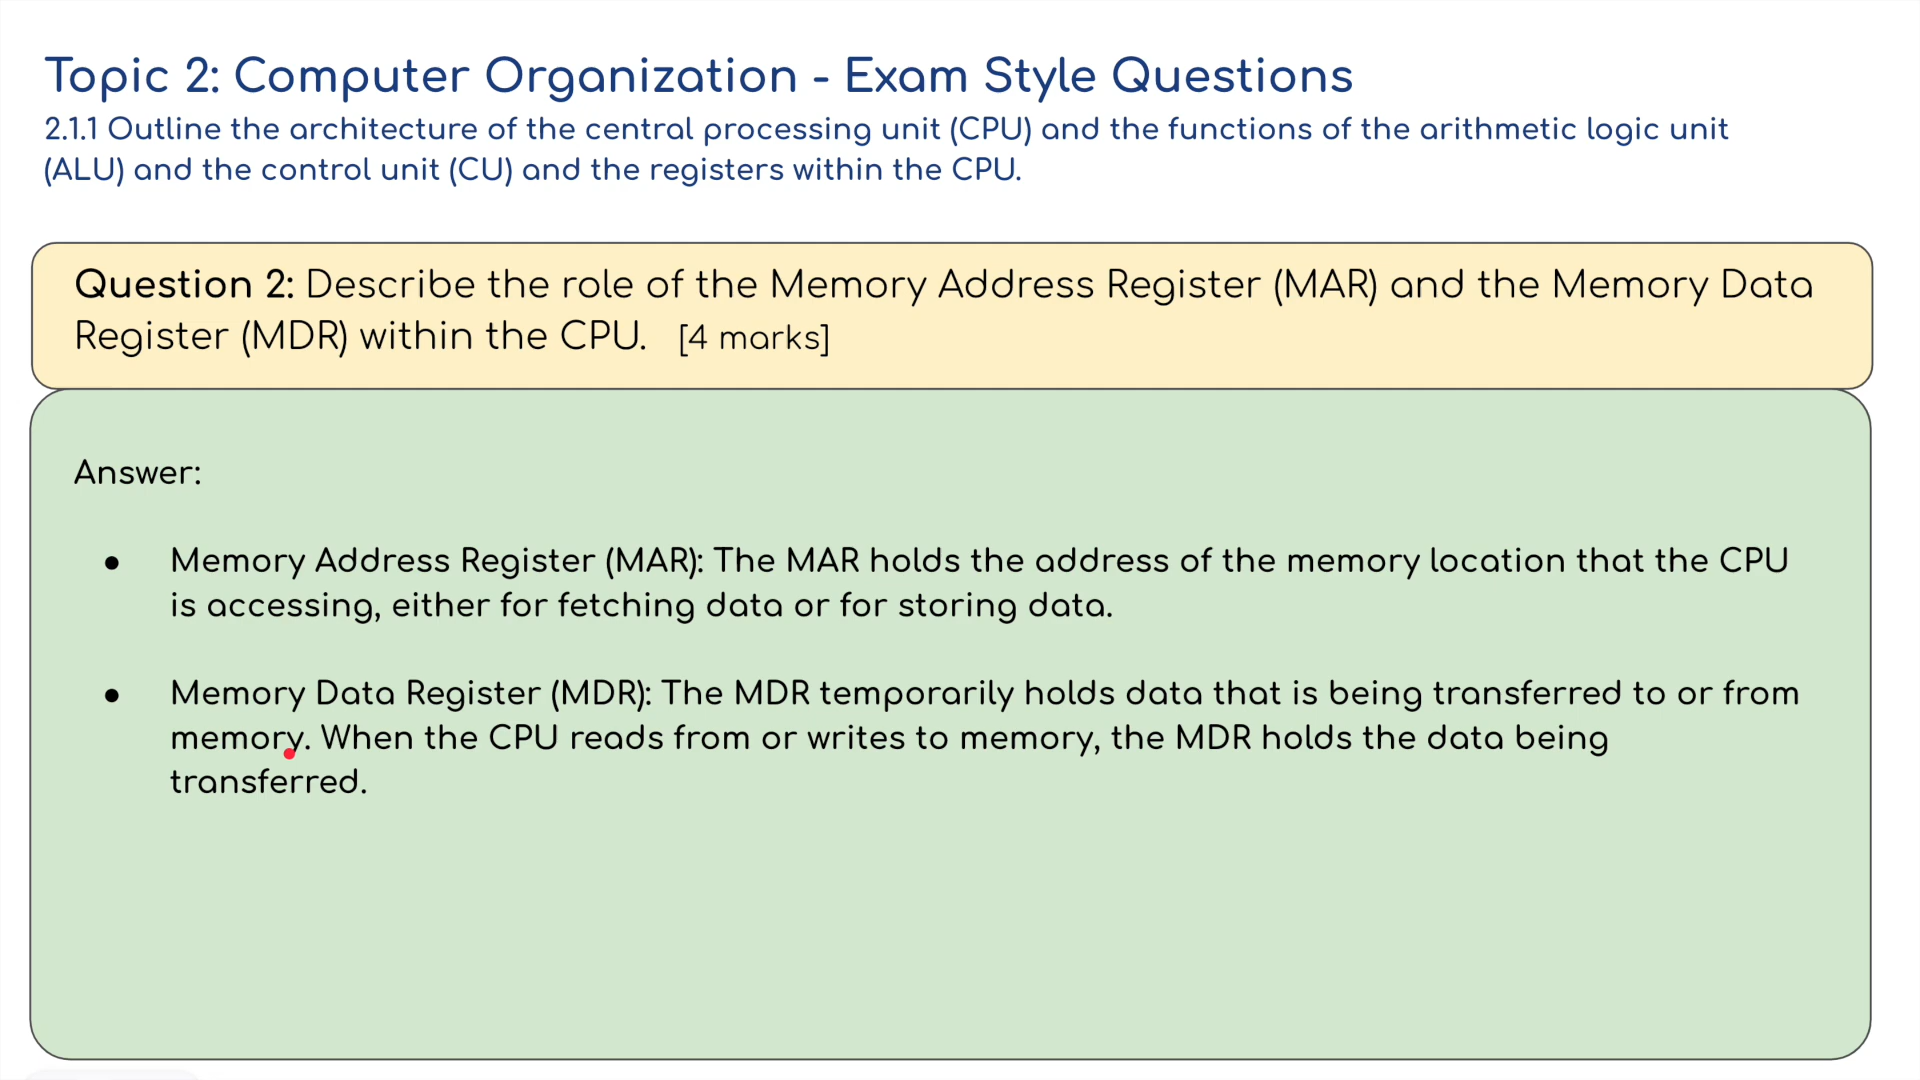 Topic 2: Computer Organization - Exam Style Questions
2.1.1 Outline the architecture of the central processing unit (CPU) and the functions of the arithmetic logic unit
(ALU) and the control unit (CU) and the registers within the CPU.
Question 2: Describe the role of the Memory Address Register (MAR) and the Memory Data
Register (MDR) within the CPU. [4 marks]
Answer:
● Memory Address Register (MAR): The MAR holds the address of the memory location that the CPU
is accessing, either for fetching data or for storing data.
● Memory Data Register (MDR): The MDR temporarily holds data that is being transferred to or from
memory. When the CPU reads from or writes to memory, the MDR holds the data being
transferred.